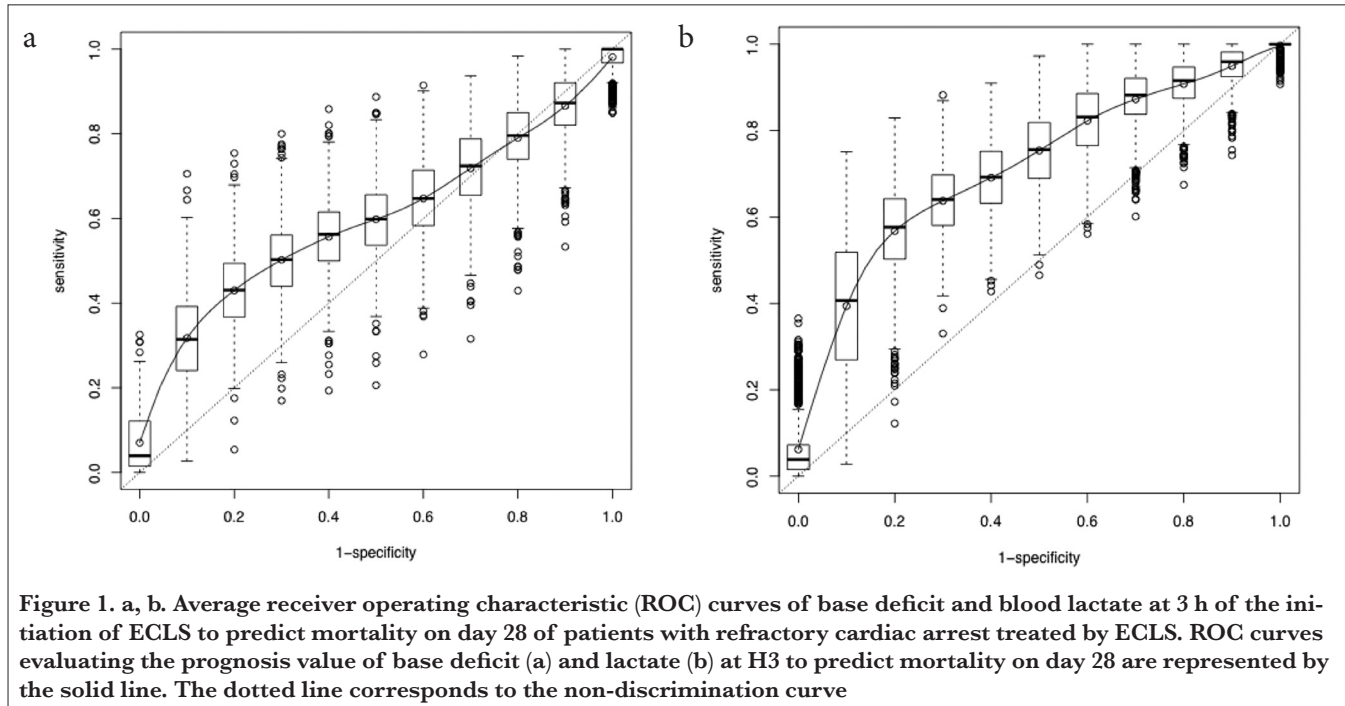 a
b
1.0
0.8
0.6
0.4
0.2
0.0
sensitivity
0.0 0.2 0.4 0.6 0.8 1.0
1-specificity
1.0
0.8
0.6
0.4
0.2
0.0
sensitivity
0.0 0.2 0.4 0.6 0.8 1.0
1-specificity
Figure 1. a, b. Average receiver operating characteristic (ROC) curves of base deficit and blood lactate at 3 h of the ini-
tiation of ECLS to predict mortality on day 28 of patients with refractory cardiac arrest treated by ECLS. ROC curves
evaluating the prognosis value of base deficit (a) and lactate (b) at H3 to predict mortality on day 28 are represented by
the solid line. The dotted line corresponds to the non-discrimination curve